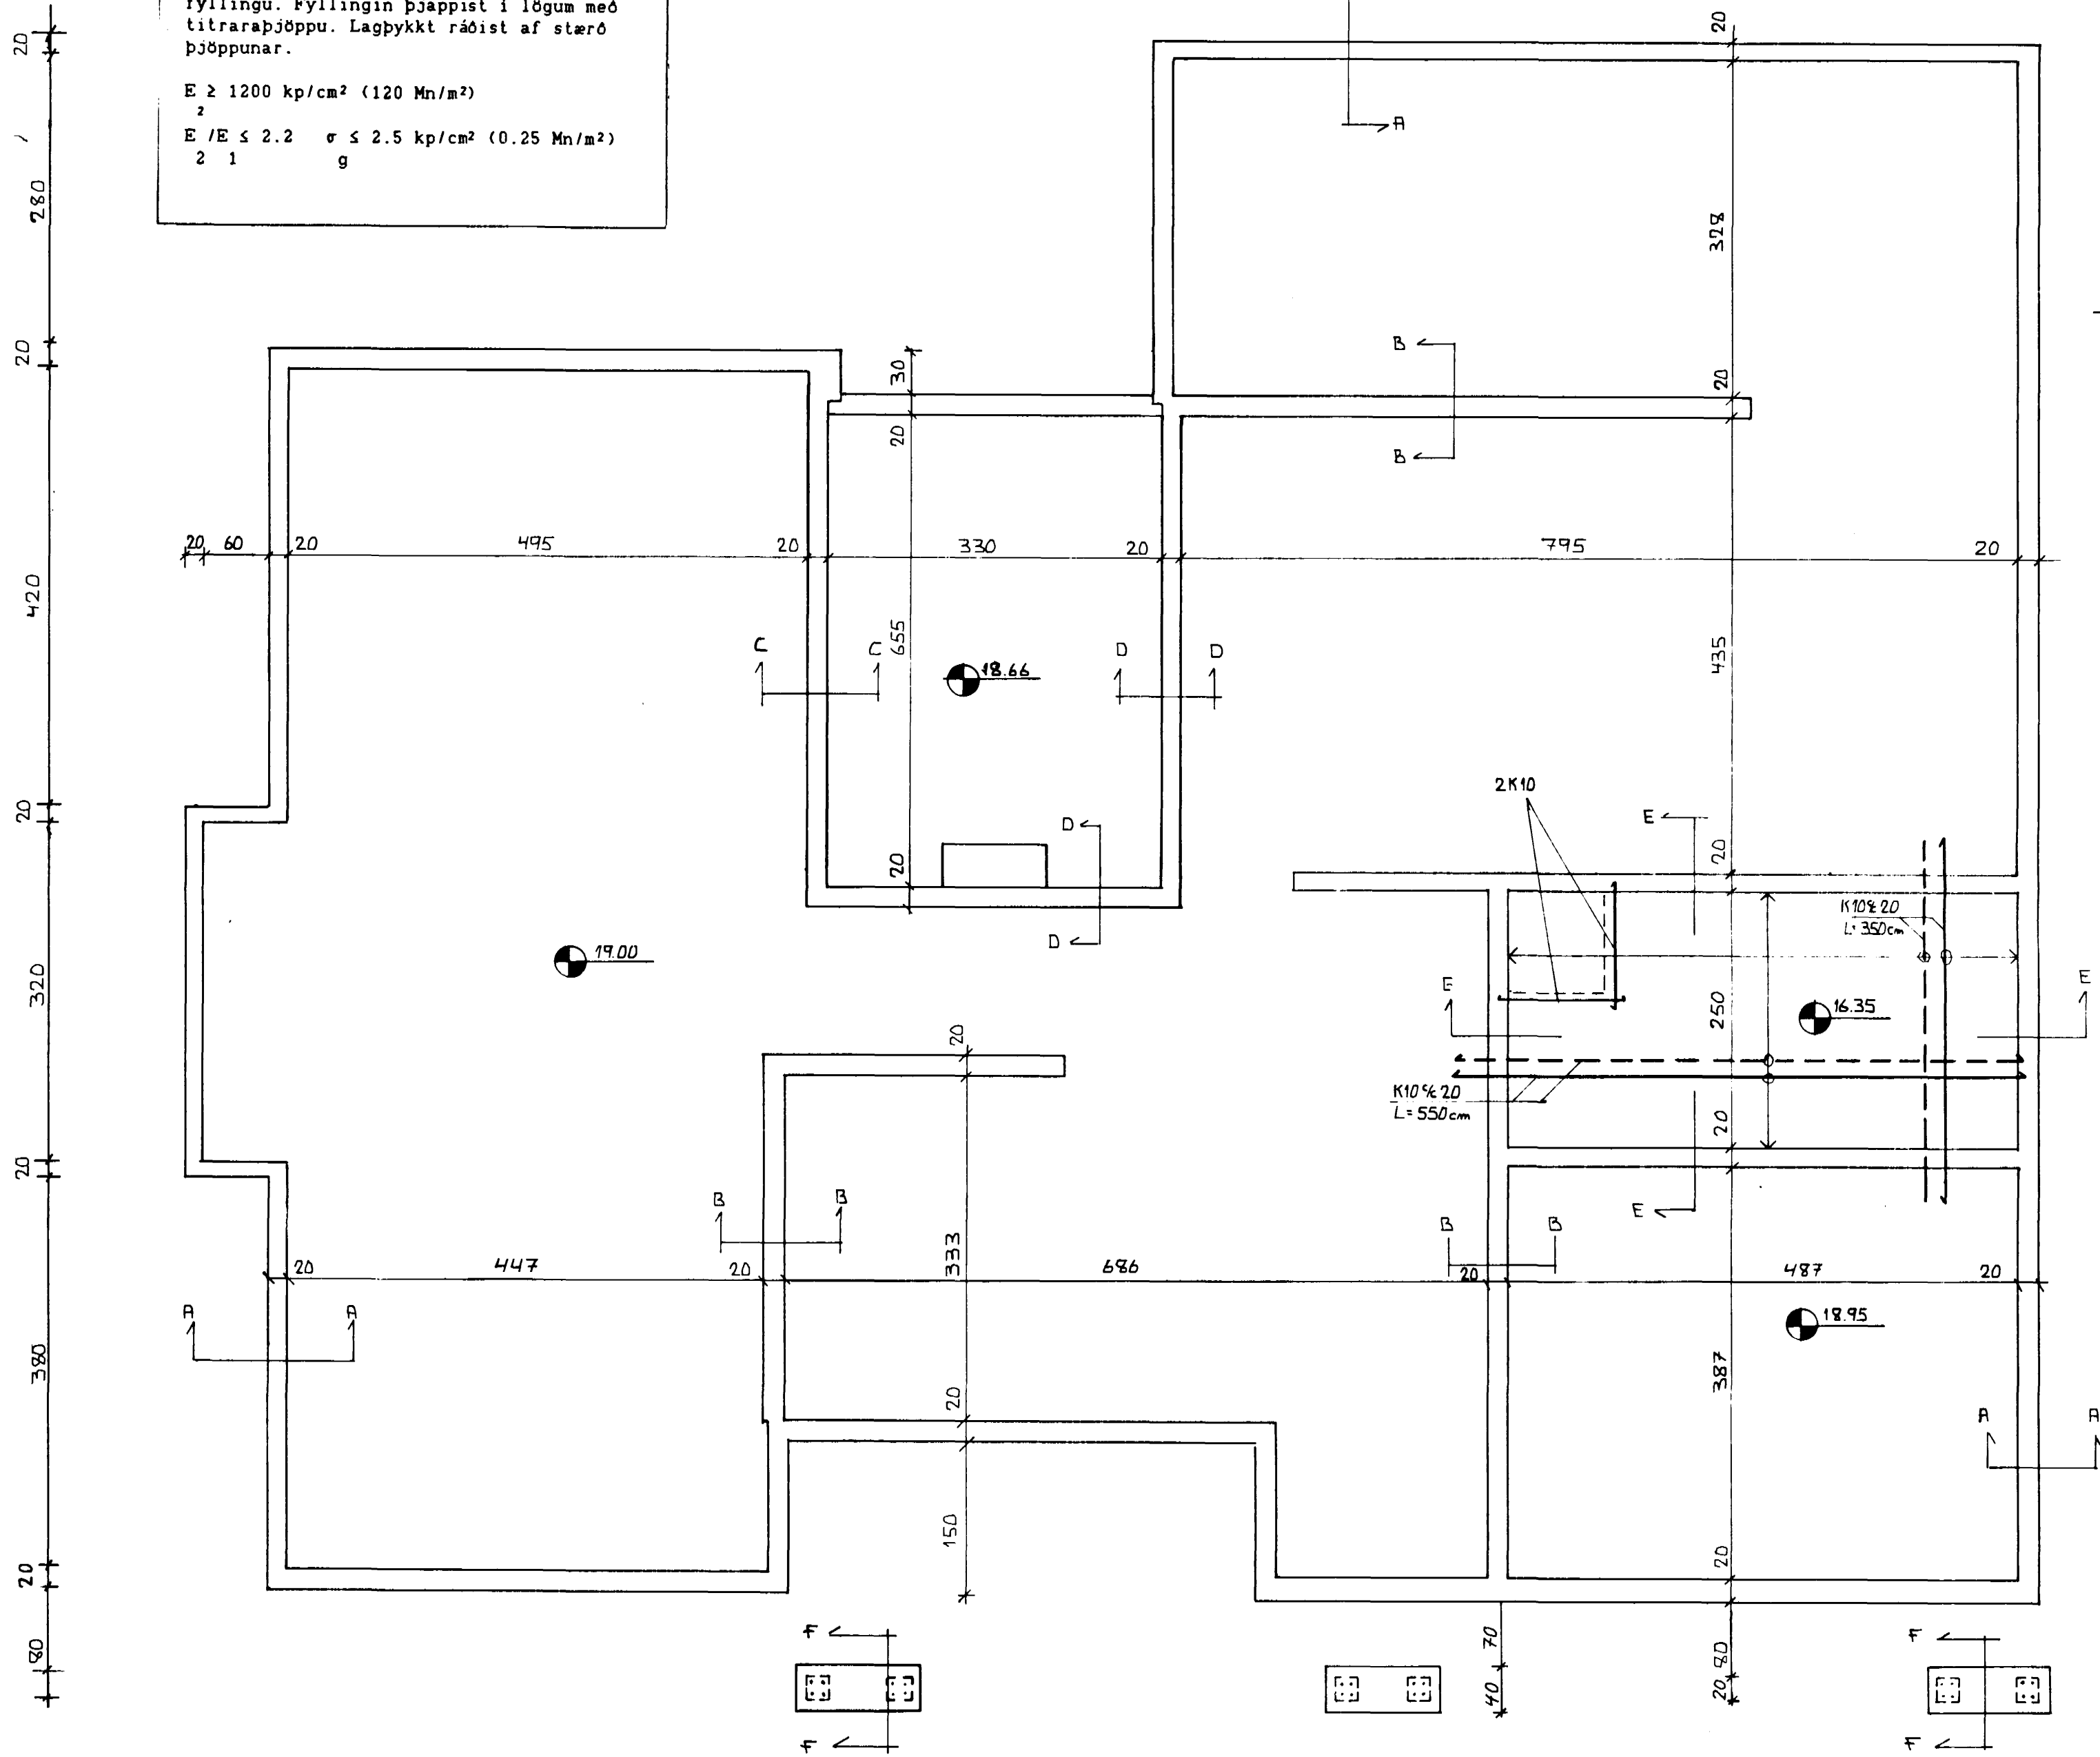 fyllingu. Fyllingin þjappist í lögum með
titraraþjöppu. Lagþykkt ráðist af stærð
þjöppunar.
E ≥ 1200 kp/cm² (120 Mn/m²)
2
E /E ≤ 2.2 σ ≤ 2.5 kp/cm² (0.25 Mn/m²)
2 1 g
20
280
20
420
20
320
20
380
20
80
20
A
328
B
20
B
30
20
20 60 20 495 20 330 20 795 20
655
435
C C D D
18.66
2K10
E
D
20
20
D
19.00
K10 ℅ 20
L= 350cm
E E
250
16.35
20
K10 ℅ 20
L= 550cm
20
B B
E
B B
333
20 447 20 686 20 487 20
A A
18.95
387
20
A A
150
20
F
70
80
F
40
20
F
F